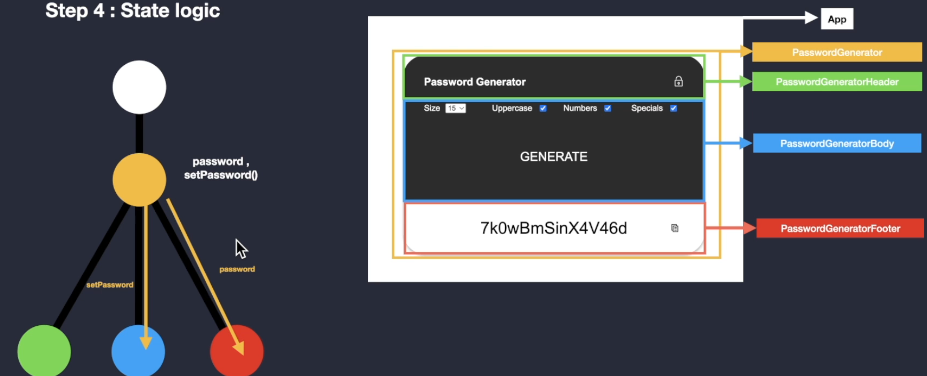 Step 4 : State logic
App
PasswordGenerator
Password Generator
PasswordGeneratorHeader
Size 15 Uppercase Numbers Specials
PasswordGeneratorBody
GENERATE
password ,
setPassword()
7k0wBmSinX4V46d
PasswordGeneratorFooter
password
setPassword